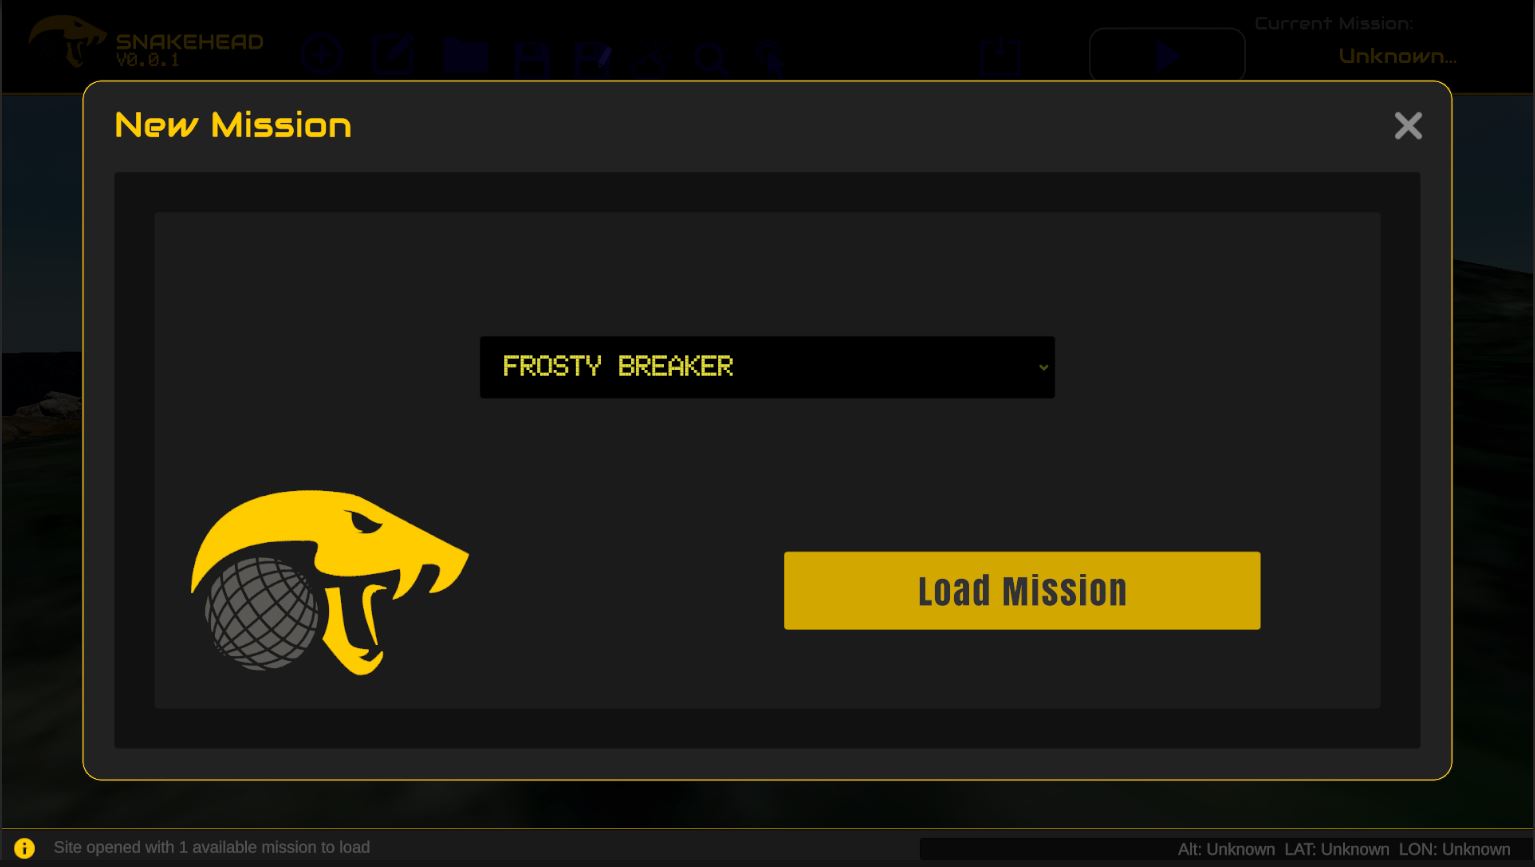 SNAKEHEAD
V0.0.1
Current Mission:
Unknown...
New Mission
FROSTY BREAKER
Load Mission
Site opened with 1 available mission to load
Alt: Unknown LAT: Unknown LON: Unknown